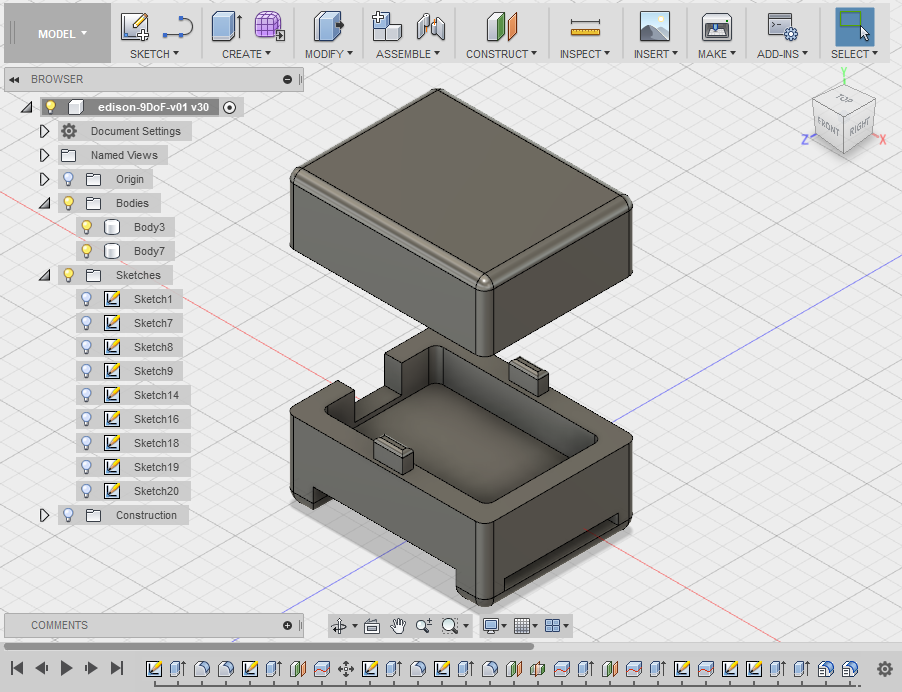 MODEL
SKETCH
CREATE
MODIFY
ASSEMBLE
CONSTRUCT
INSPECT
INSERT
MAKE
ADD-INS
SELECT
BROWSER
edison-9DoF-v01 v30
Document Settings
Named Views
Origin
Bodies
Body3
Body7
Sketches
Sketch1
Sketch7
Sketch8
Sketch9
Sketch14
Sketch16
Sketch18
Sketch19
Sketch20
Construction
Y
TOP
FRONT
RIGHT
Z
X
COMMENTS